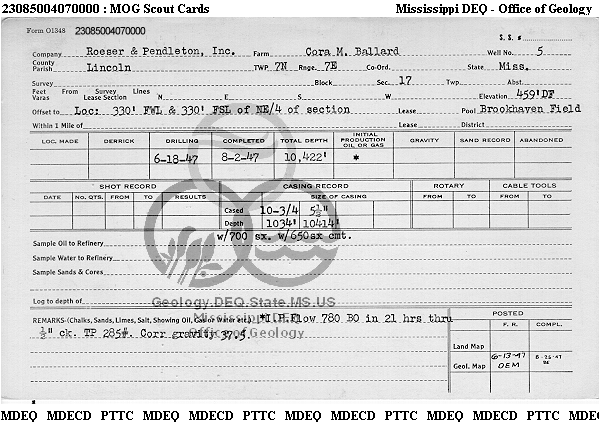 23085004070000 : MOG Scout Cards Mississippi DEQ - Office of Geology
Form O1348 23085004070000 S. S. #
Company Roeser & Pendleton, Inc. Farm Cora M. Ballard Well No. 5
County Parish Lincoln TWP 7N Rnge. 7E Co-Ord. State Miss.
Survey Block Sec. 17 Twp. Abst.
Feet Varas From Survey Lines Lease Section N E S W Elevation 459'DF
Offset to Loc: 330' FWL & 330' FSL of NE/4 of section Lease Pool Brookhaven Field
Within 1 Mile of Lease District
LOC. MADE DERRICK DRILLING COMPLETED TOTAL DEPTH INITIAL PRODUCTION OIL OR GAS GRAVITY SAND RECORD ABANDONED
6-18-47 8-2-47 10,422' *
SHOT RECORD CASING RECORD ROTARY CABLE TOOLS
DATE NO. QTS. FROM TO RESULTS SIZE OF CASING FROM TO FROM TO
Cased 10-3/4 5½"
Depth 1034' 10414'
w/700 sx. w/650sx cmt.
Sample Oil to Refinery
Sample Water to Refinery
Sample Sands & Cores
Log to depth of
Geology.DEQ.State.MS.US
Mississippi DEQ
Office of Geology
REMARKS-(Chalks, Sands, Limes, Salt, Showing Oil, Gas or Water etc.) *I.P.Flow 780 BO in 21 hrs thru
½" ck. TP 285#. Corr gravity 37.5.
POSTED
F. R. COMPL.
Land Map
Geol. Map 6-13-47 OEM 8-26-47
MDEQ MDECD PTTC MDEQ MDECD PTTC MDEQ MDECD PTTC MDEQ MDECD PTTC MDEQ MDE